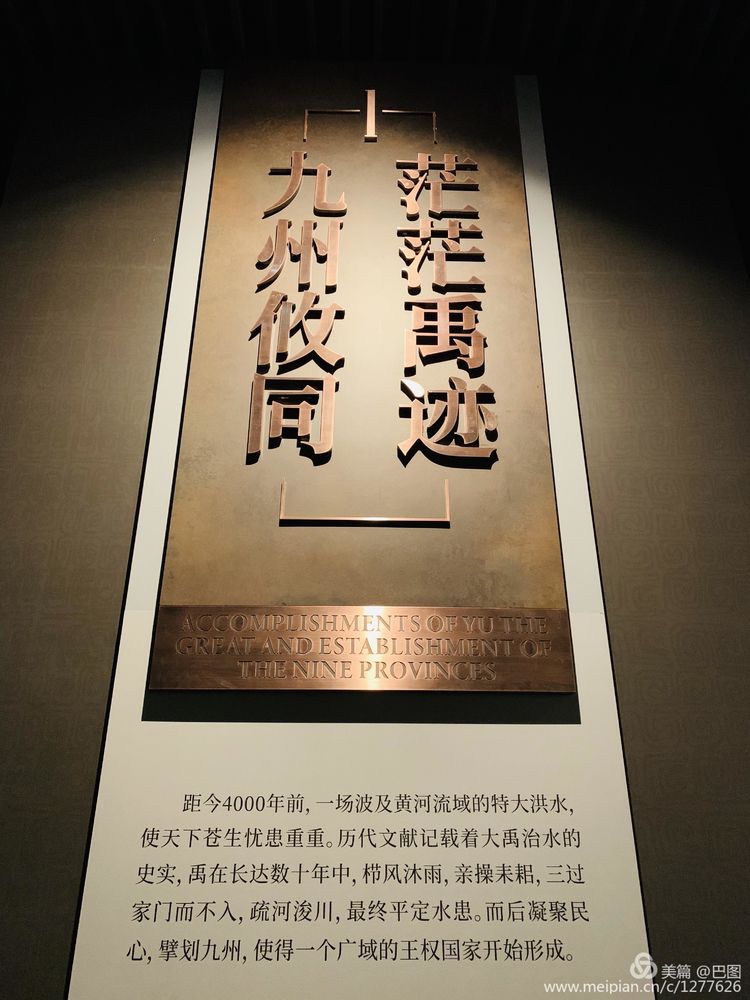 1
茫茫禹迹
九州攸同
ACCOMPLISHMENTS OF YU THE
GREAT AND ESTABLISHMENT OF
THE NINE PROVINCES
距今4000年前,一场波及黄河流域的特大洪水,
使天下苍生忧患重重。历代文献记载着大禹治水的
史实,禹在长达数十年中,栉风沐雨,亲操耒耜,三过
家门而不入,疏河浚川,最终平定水患。而后凝聚民
心,擘划九州,使得一个广域的王权国家开始形成。
美篇 @巴图
www.meipian.cn/c/1277626